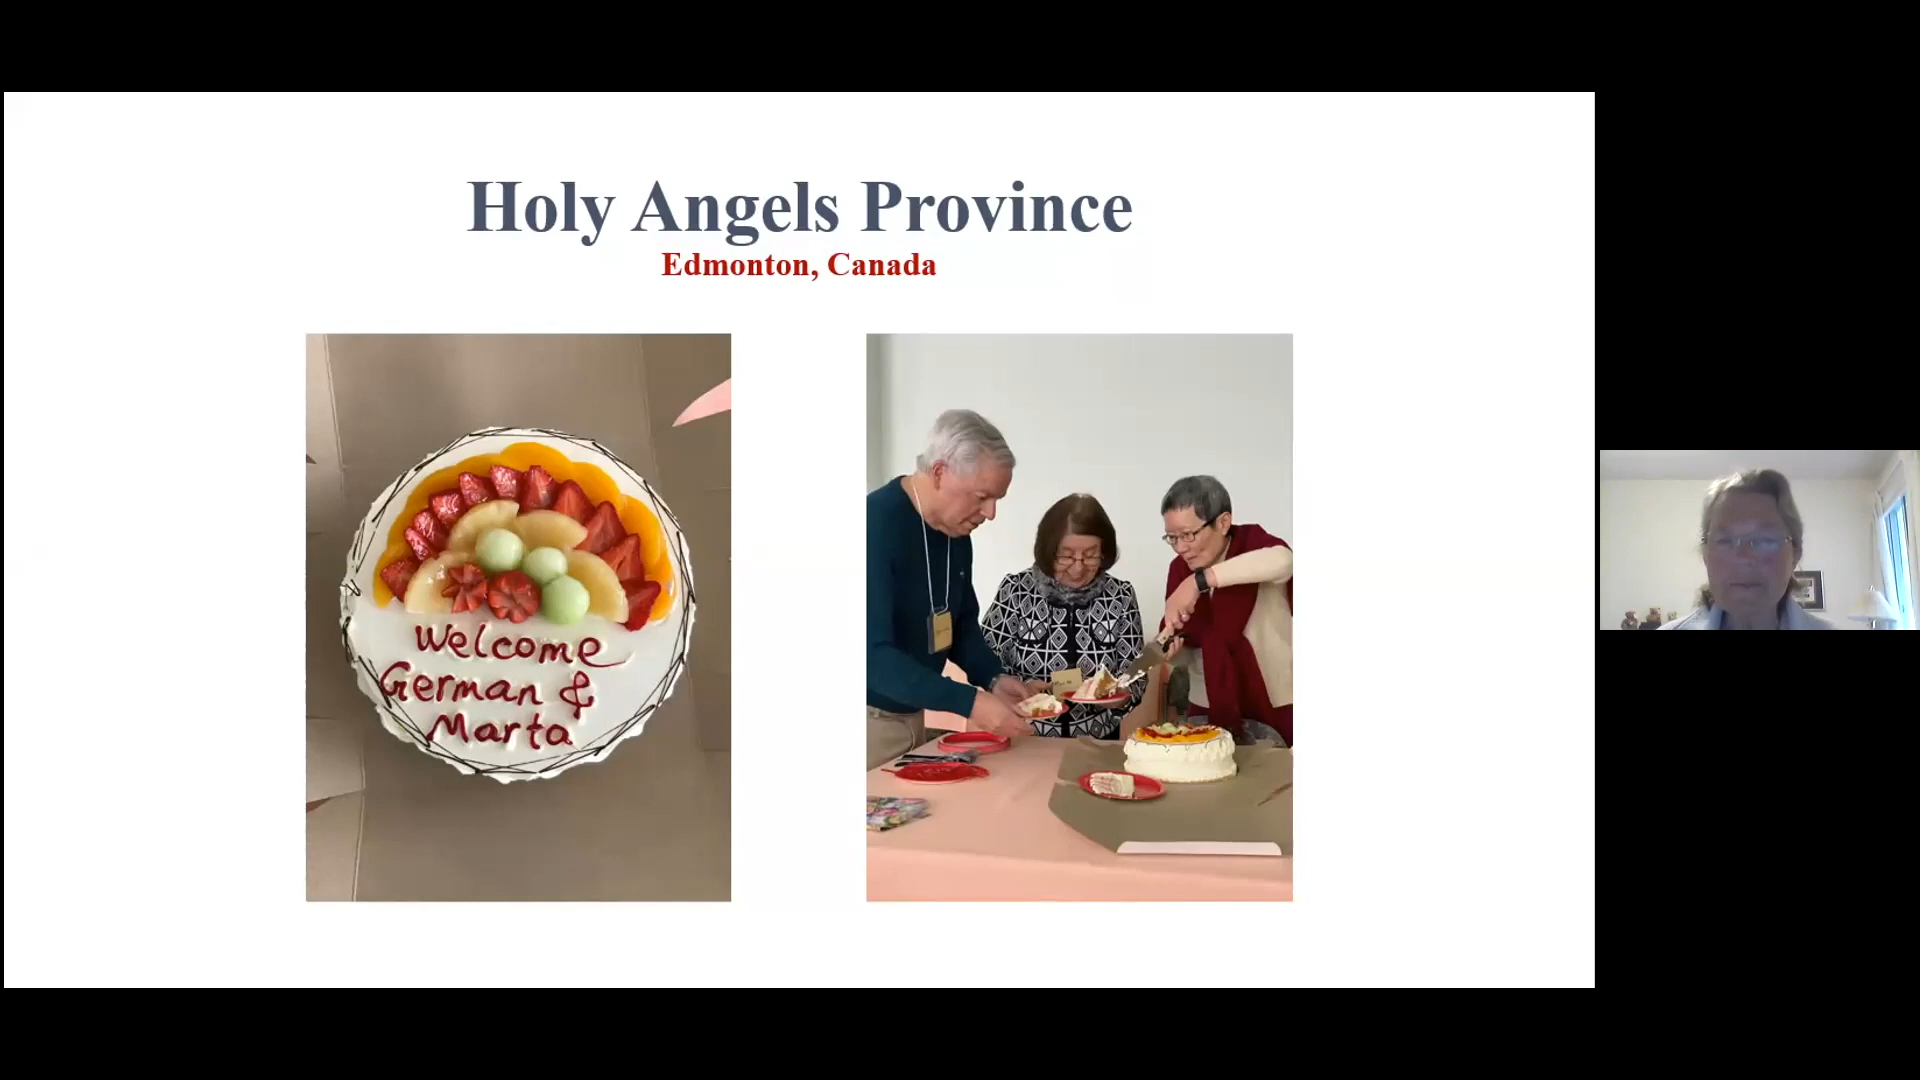 Holy Angels Province
Edmonton, Canada
Welcome
German &
Marta